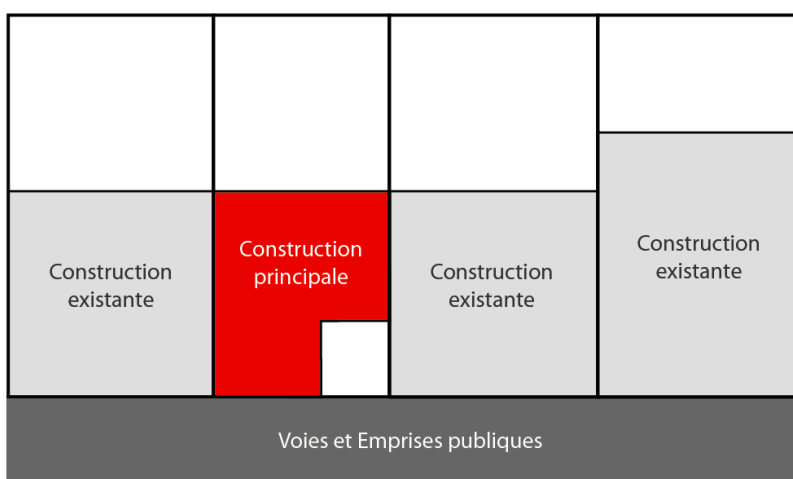 Construction
existante
Construction
principale
Construction
existante
Construction
existante
Voies et Emprises publiques